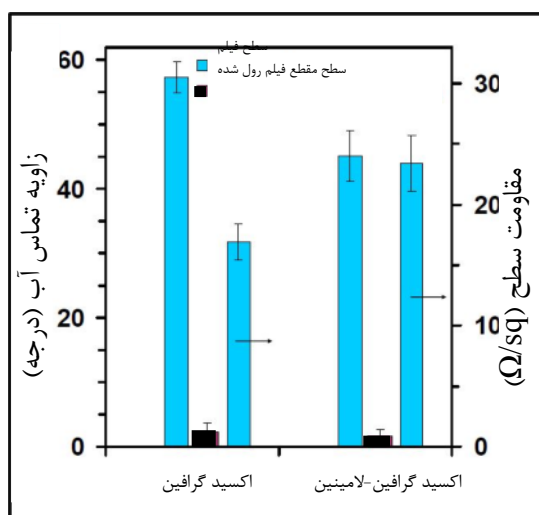 سطح فیلم
سطح مقطع فیلم رول شده
زاویه تماس آب (درجه)
60
40
20
0
مقاومت سطح (Ω/sq)
30
20
10
0
اکسید گرافین
اکسید گرافین-لامینین